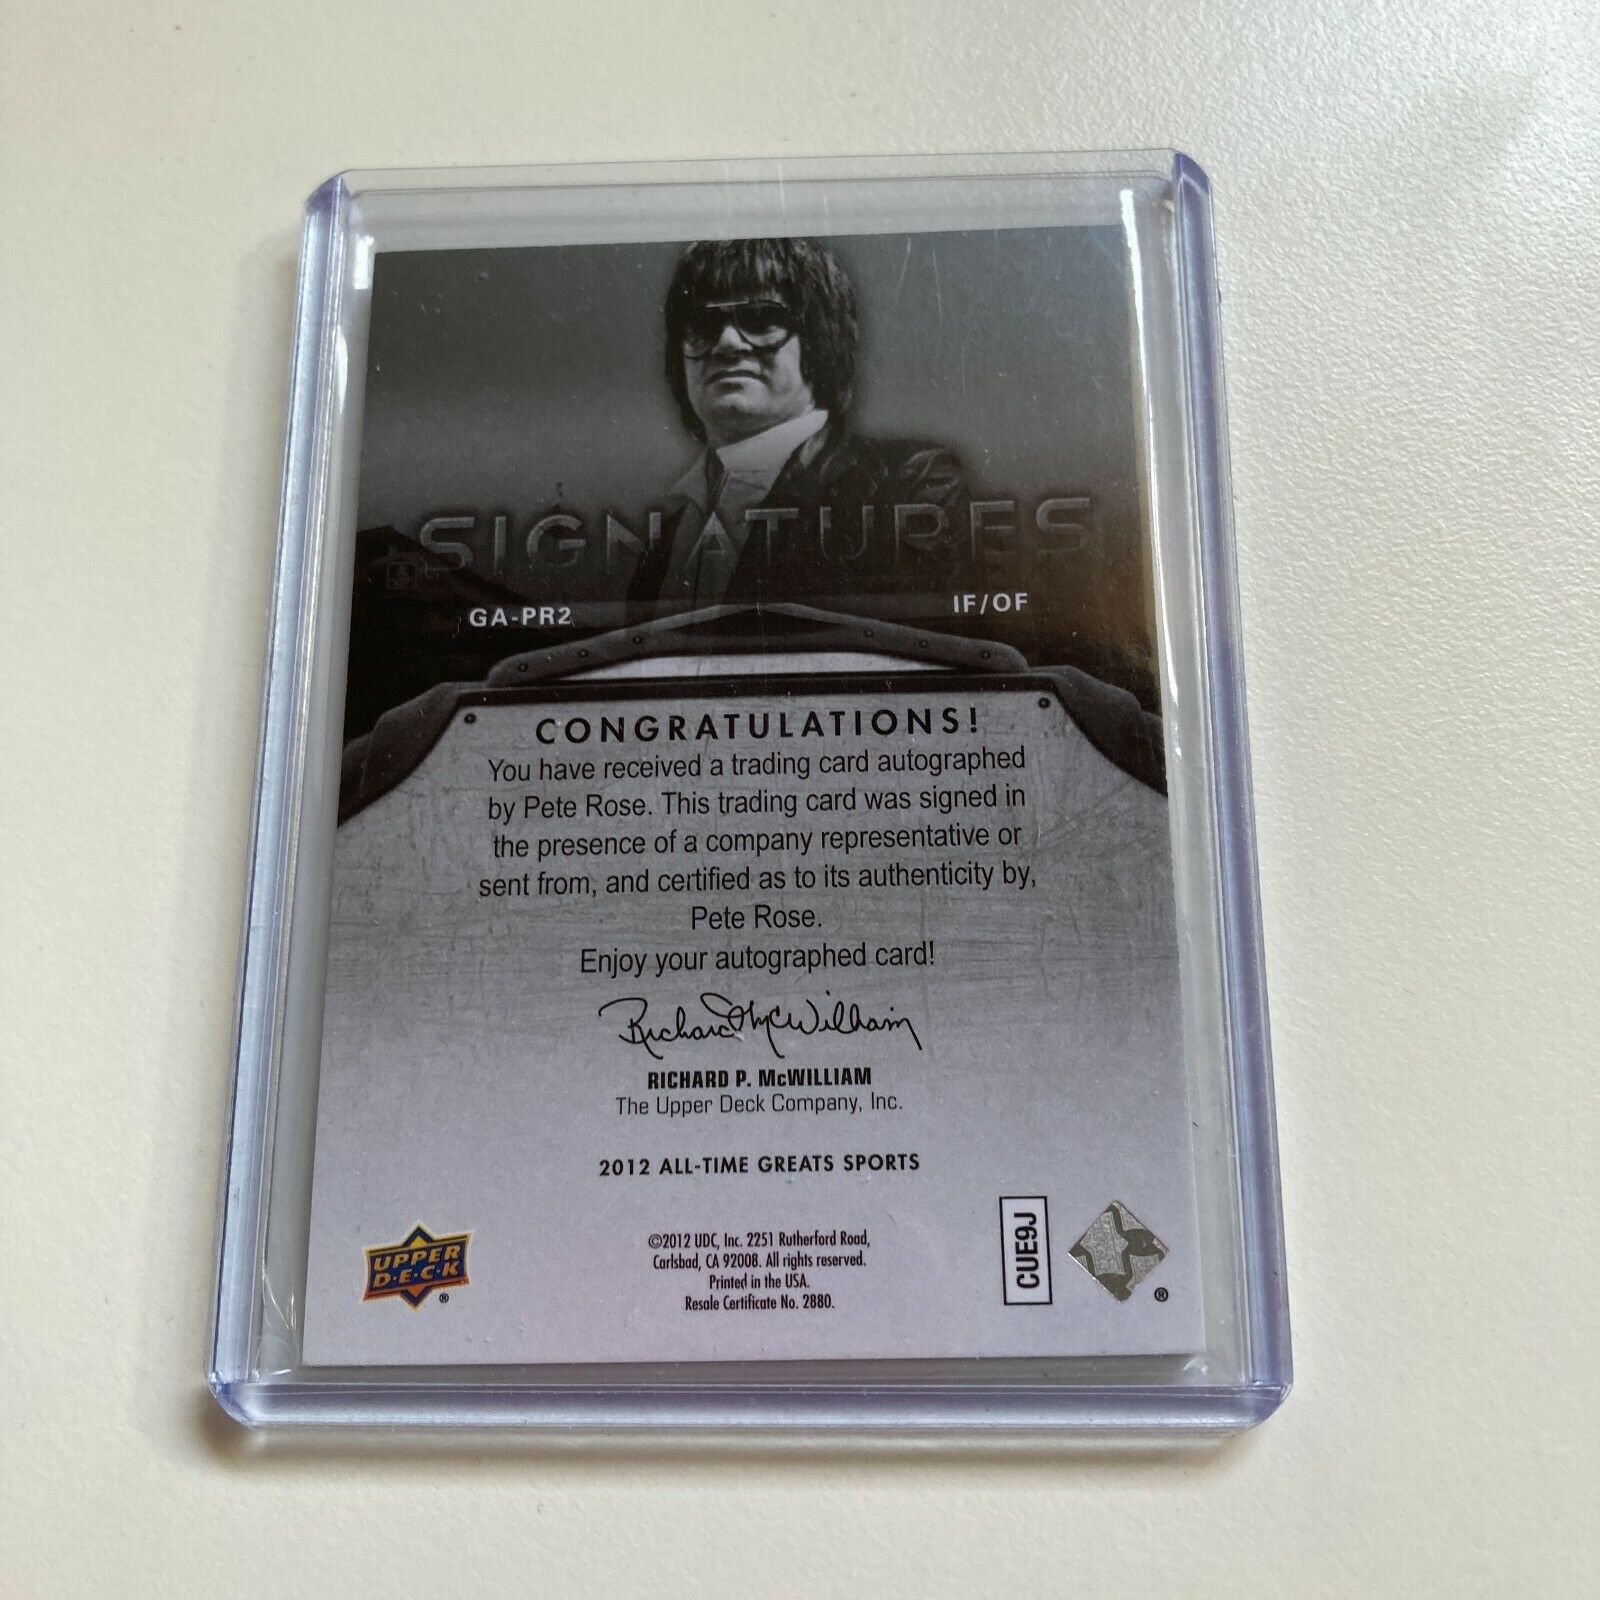 SIGNATURES
GA-PR2
IF/OF
CONGRATULATIONS!
You have received a trading card autographed
by Pete Rose. This trading card was signed in
the presence of a company representative or
sent from, and certified as to its authenticity by,
Pete Rose.
Enjoy your autographed card!
Richard McWilliam
RICHARD P. McWILLIAM
The Upper Deck Company, Inc.
2012 ALL-TIME GREATS SPORTS
©2012 UDC, Inc. 2251 Rutherford Road,
Carlsbad, CA 92008. All rights reserved.
Printed in the USA.
Resale Certificate No. 2880.
UPPER
D·E·C·K
®
CUE9J
®